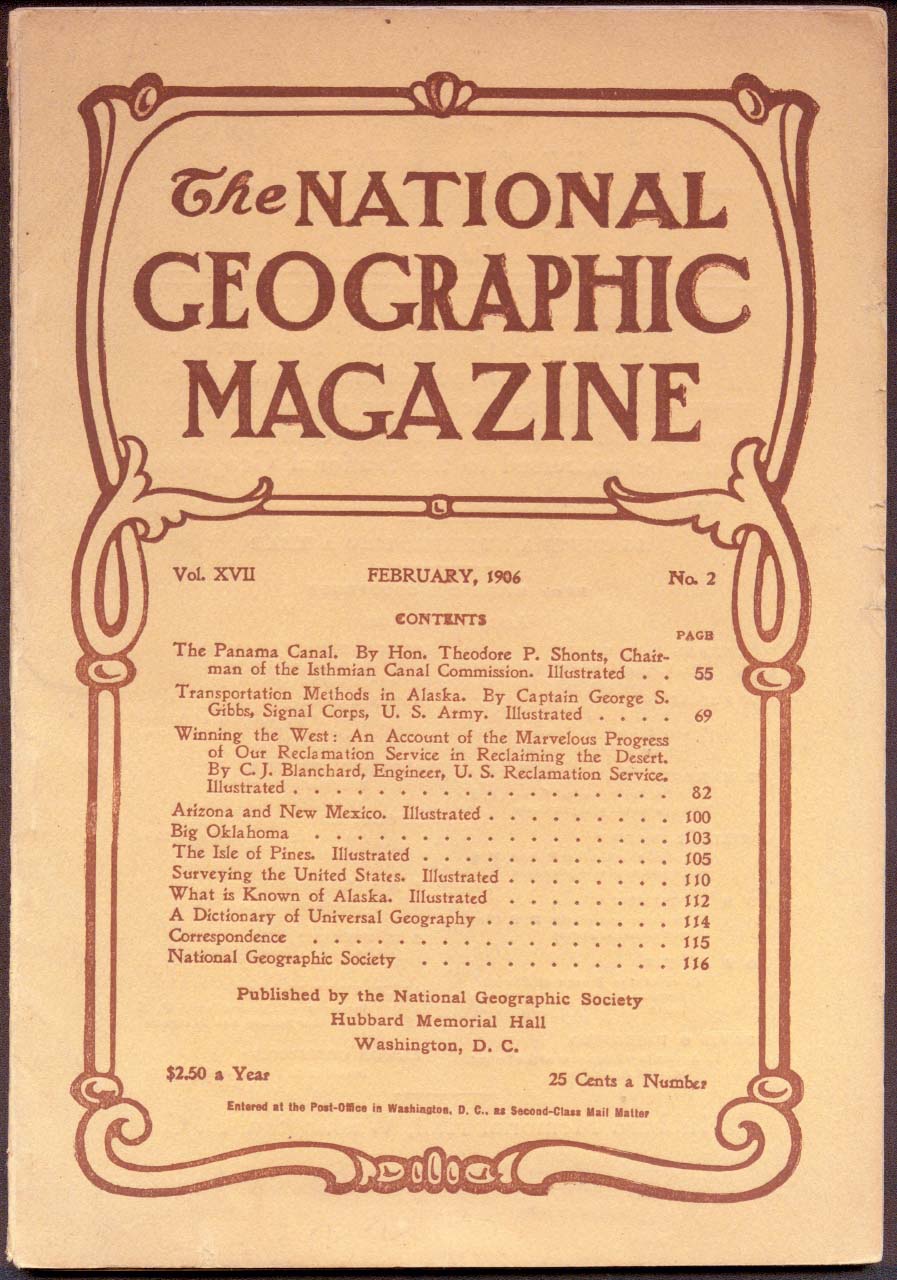 The NATIONAL
GEOGRAPHIC
MAGAZINE
Vol. XVII FEBRUARY, 1906 No. 2
CONTENTS
PAGE
The Panama Canal. By Hon. Theodore P. Shonts, Chair-
man of the Isthmian Canal Commission. Illustrated . . 55
Transportation Methods in Alaska. By Captain George S.
Gibbs, Signal Corps, U. S. Army. Illustrated . . . . 69
Winning the West: An Account of the Marvelous Progress
of Our Reclamation Service in Reclaiming the Desert.
By C. J. Blanchard, Engineer, U. S. Reclamation Service.
Illustrated . . . . . . . . . . . . . . . . . . 82
Arizona and New Mexico. Illustrated . . . . . . . . . 100
Big Oklahoma . . . . . . . . . . . . . . . . . 103
The Isle of Pines. Illustrated . . . . . . . . . . . . 105
Surveying the United States. Illustrated . . . . . . . . 110
What is Known of Alaska. Illustrated . . . . . . . . 112
A Dictionary of Universal Geography . . . . . . . . . 114
Correspondence . . . . . . . . . . . . . . . . . 115
National Geographic Society . . . . . . . . . . . . 116
Published by the National Geographic Society
Hubbard Memorial Hall
Washington, D. C.
$2.50 a Year 25 Cents a Number
Entered at the Post-Office in Washington, D. C., as Second-Class Mail Matter